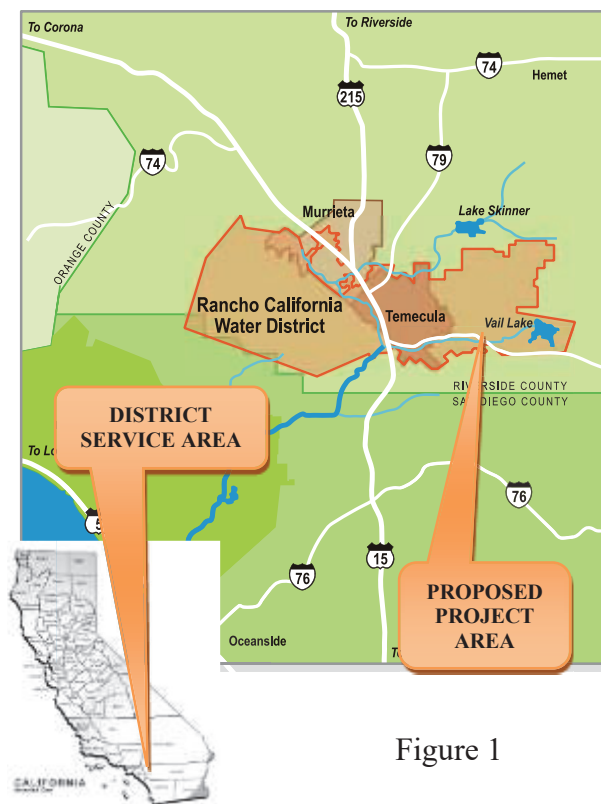 To Corona
To Riverside
74
Hemet
215
74
79
Murrieta
Lake Skinner
ORANGE COUNTY
Rancho California
Water District
Temecula
Vail Lake
RIVERSIDE COUNTY
SAN DIEGO COUNTY
DISTRICT
SERVICE AREA
To
5
76
76
15
PROPOSED
PROJECT
AREA
Oceanside
CALIFORNIA
Figure 1